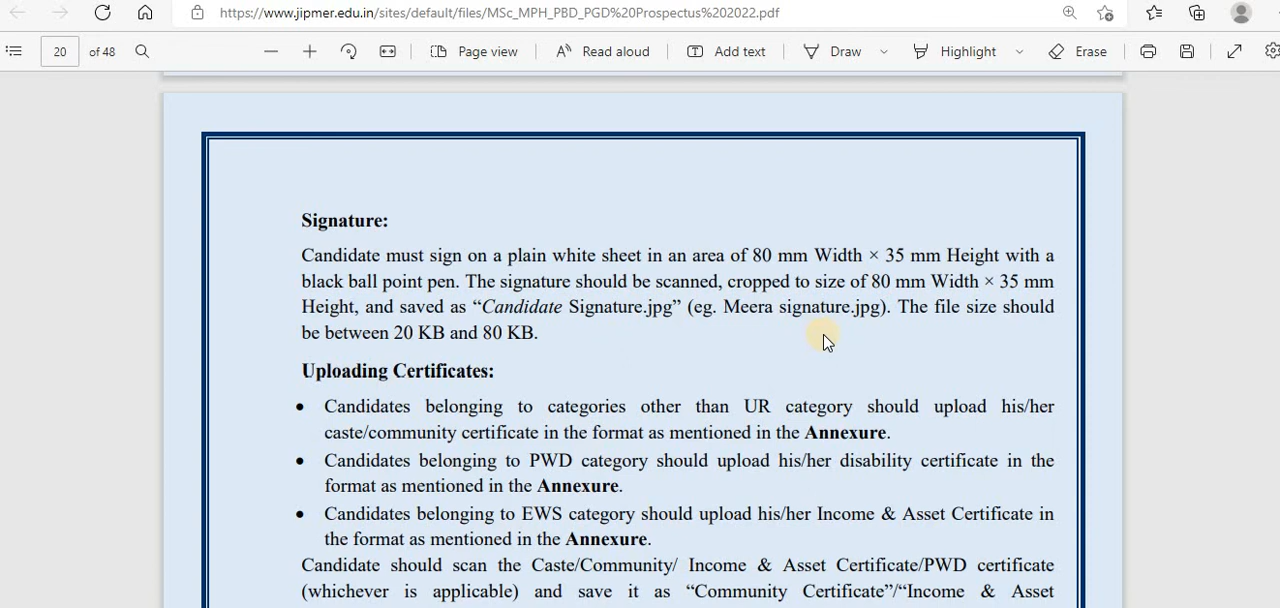 https://www.jipmer.edu.in/sites/default/files/MSc_MPH_PBD_PGD%20Prospectus%202022.pdf
20 of 48 Page view Read aloud Add text Draw Highlight Erase
Signature:
Candidate must sign on a plain white sheet in an area of 80 mm Width × 35 mm Height with a
black ball point pen. The signature should be scanned, cropped to size of 80 mm Width × 35 mm
Height, and saved as “Candidate Signature.jpg” (eg. Meera signature.jpg). The file size should
be between 20 KB and 80 KB.
Uploading Certificates:
• Candidates belonging to categories other than UR category should upload his/her
caste/community certificate in the format as mentioned in the Annexure.
• Candidates belonging to PWD category should upload his/her disability certificate in the
format as mentioned in the Annexure.
• Candidates belonging to EWS category should upload his/her Income & Asset Certificate in
the format as mentioned in the Annexure.
Candidate should scan the Caste/Community/ Income & Asset Certificate/PWD certificate
(whichever is applicable) and save it as “Community Certificate”/“Income & Asset